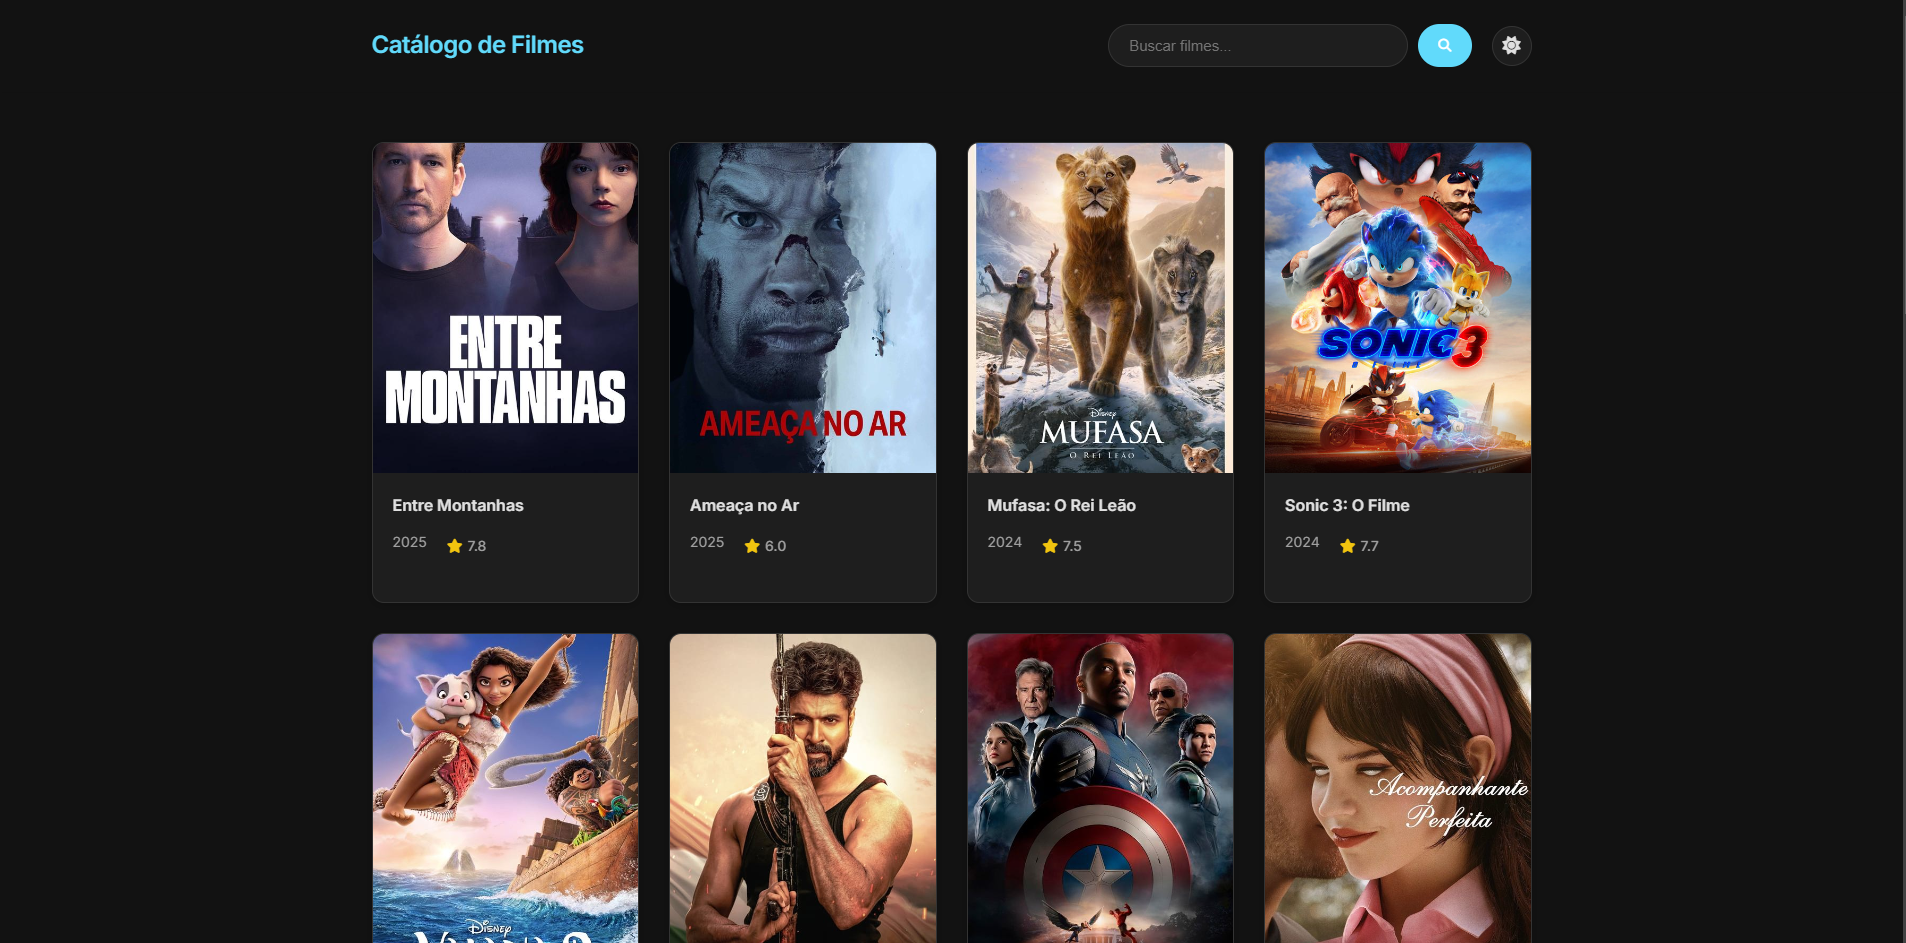 Catálogo de Filmes
Buscar filmes...
ENTRE
MONTANHAS
AMEAÇA NO AR
Disney
MUFASA
O REI LEÃO
SONIC 3
Entre Montanhas
2025 7.8
Ameaça no Ar
2025 6.0
Mufasa: O Rei Leão
2024 7.5
Sonic 3: O Filme
2024 7.7
Acompanhante
Perfeita
DISNEY